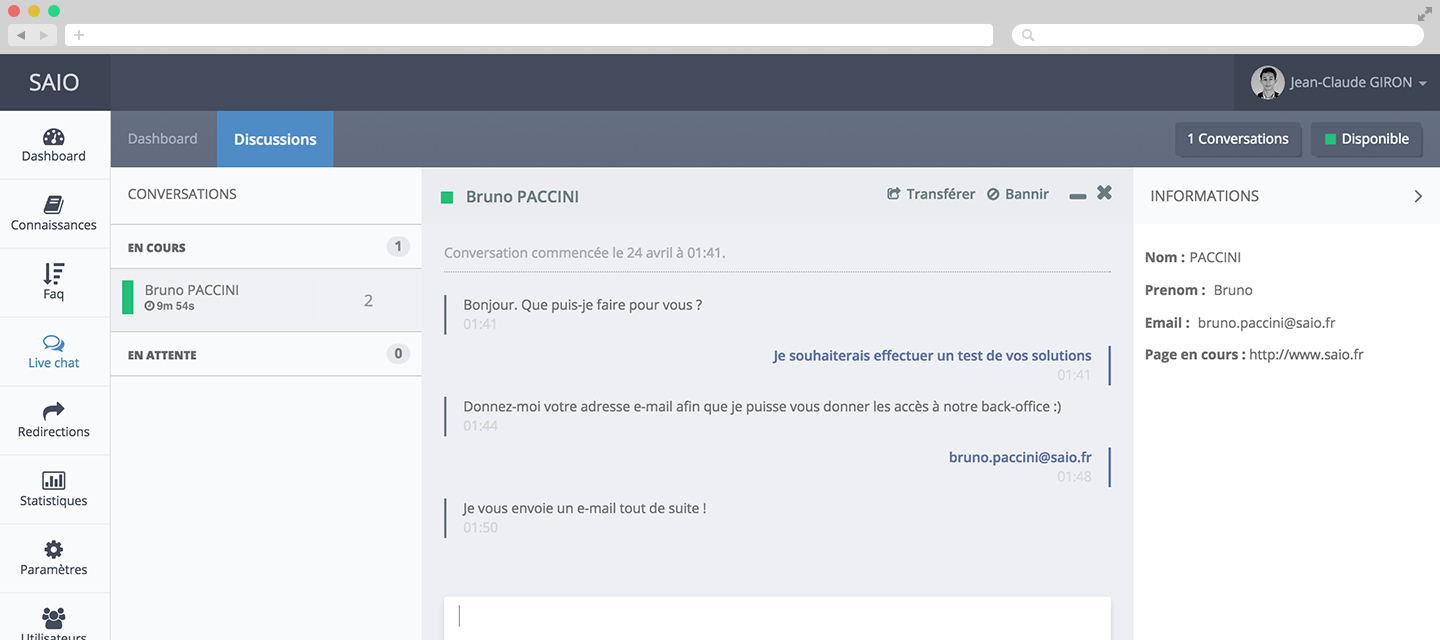 SAIO
Jean-Claude GIRON
Dashboard
Connaissances
Faq
Live chat
Redirections
Statistiques
Paramètres
Utilisateurs
Dashboard
Discussions
1 Conversations
Disponible
CONVERSATIONS
EN COURS
1
Bruno PACCINI
9m 54s
2
EN ATTENTE
0
Bruno PACCINI
Transférer
Bannir
Conversation commencée le 24 avril à 01:41.
Bonjour. Que puis-je faire pour vous ?
01:41
Je souhaiterais effectuer un test de vos solutions
01:41
Donnez-moi votre adresse e-mail afin que je puisse vous donner les accès à notre back-office :)
01:44
bruno.paccini@saio.fr
01:48
Je vous envoie un e-mail tout de suite !
01:50
INFORMATIONS
Nom : PACCINI
Prenom : Bruno
Email : bruno.paccini@saio.fr
Page en cours : http://www.saio.fr